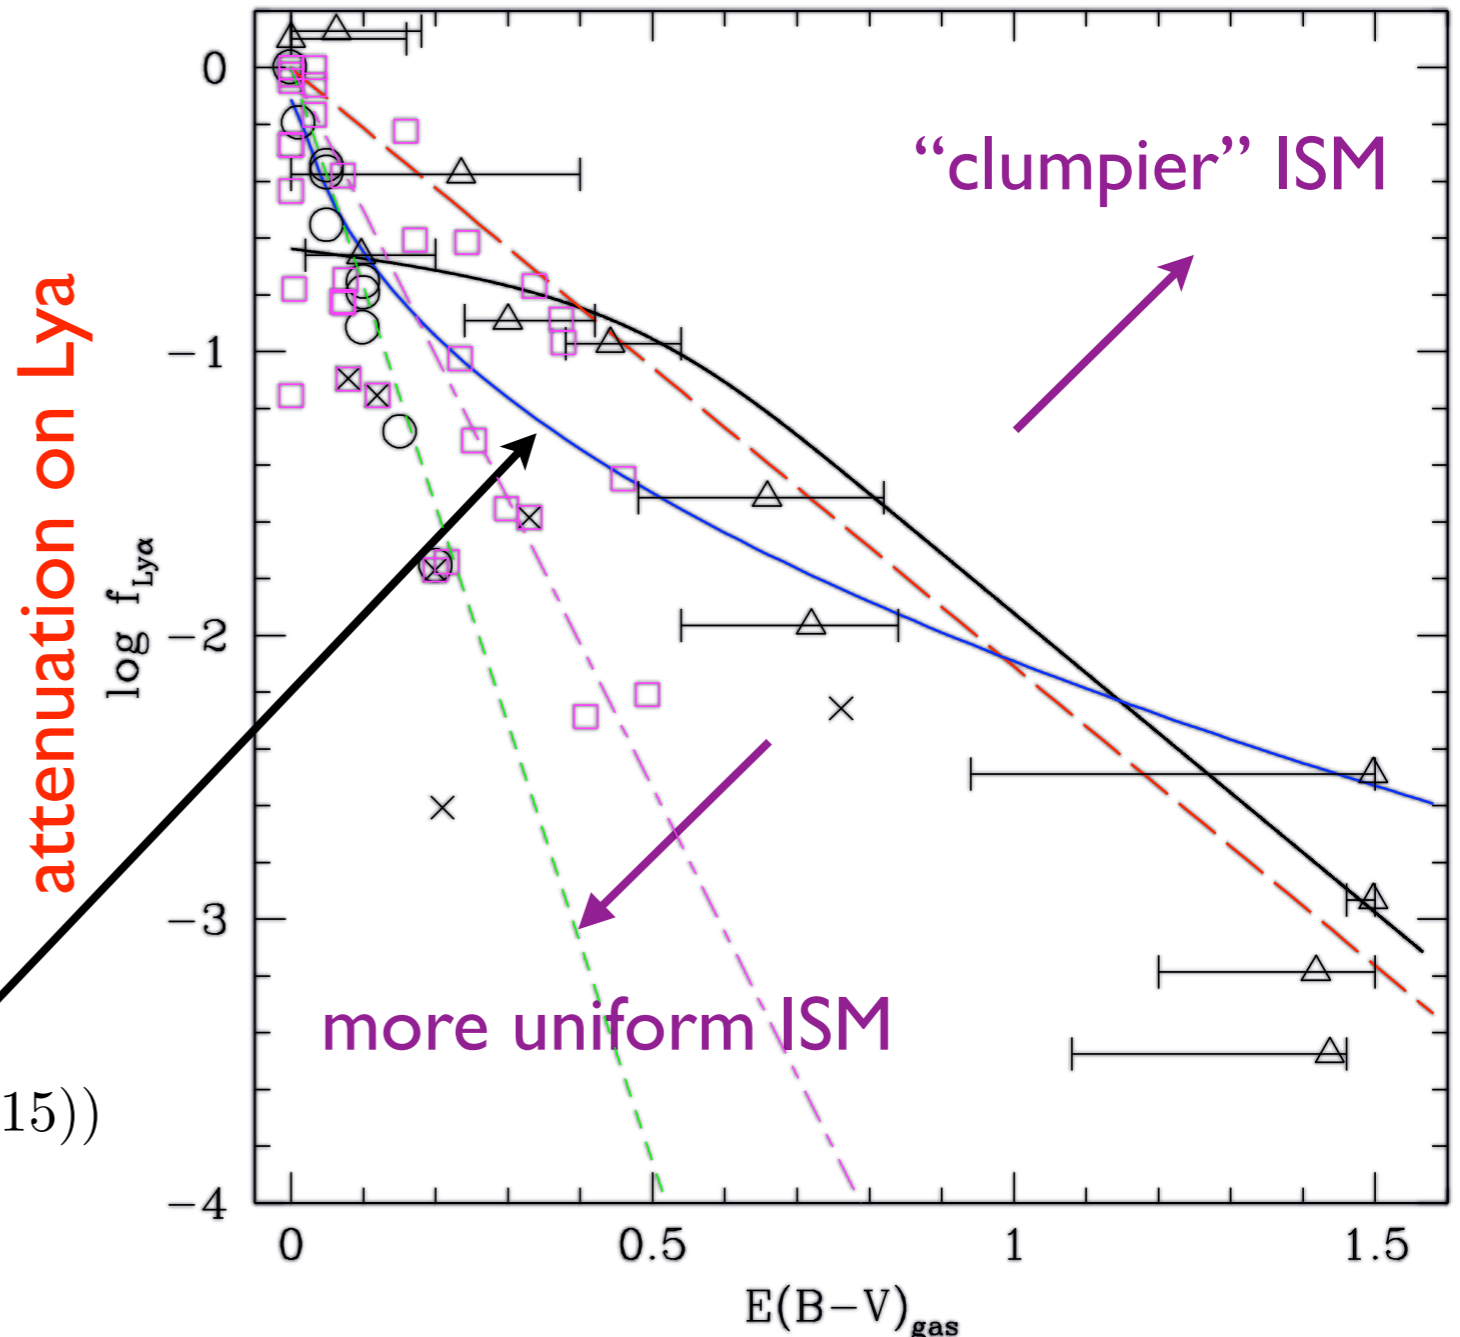 “clumpier” ISM
more uniform ISM
attenuation on Lya
log f_Lyα
0
−1
−2
−3
−4
0 0.5 1 1.5
E(B−V)_gas
15))